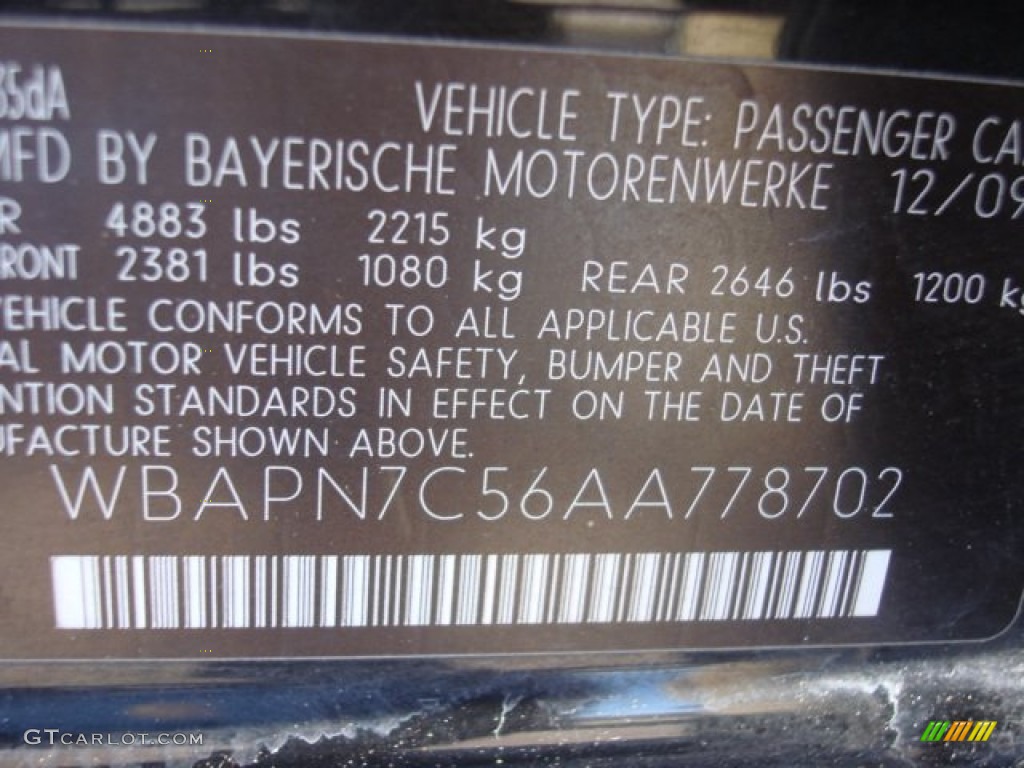 35dA
VEHICLE TYPE: PASSENGER CA
MFD BY BAYERISCHE MOTORENWERKE 12/09
R 4883 lbs 2215 kg
RONT 2381 lbs 1080 kg REAR 2646 lbs 1200 kg
VEHICLE CONFORMS TO ALL APPLICABLE U.S.
AL MOTOR VEHICLE SAFETY, BUMPER AND THEFT
NTION STANDARDS IN EFFECT ON THE DATE OF
UFACTURE SHOWN ABOVE.
WBAPN7C56AA778702
GTCARLOT.COM